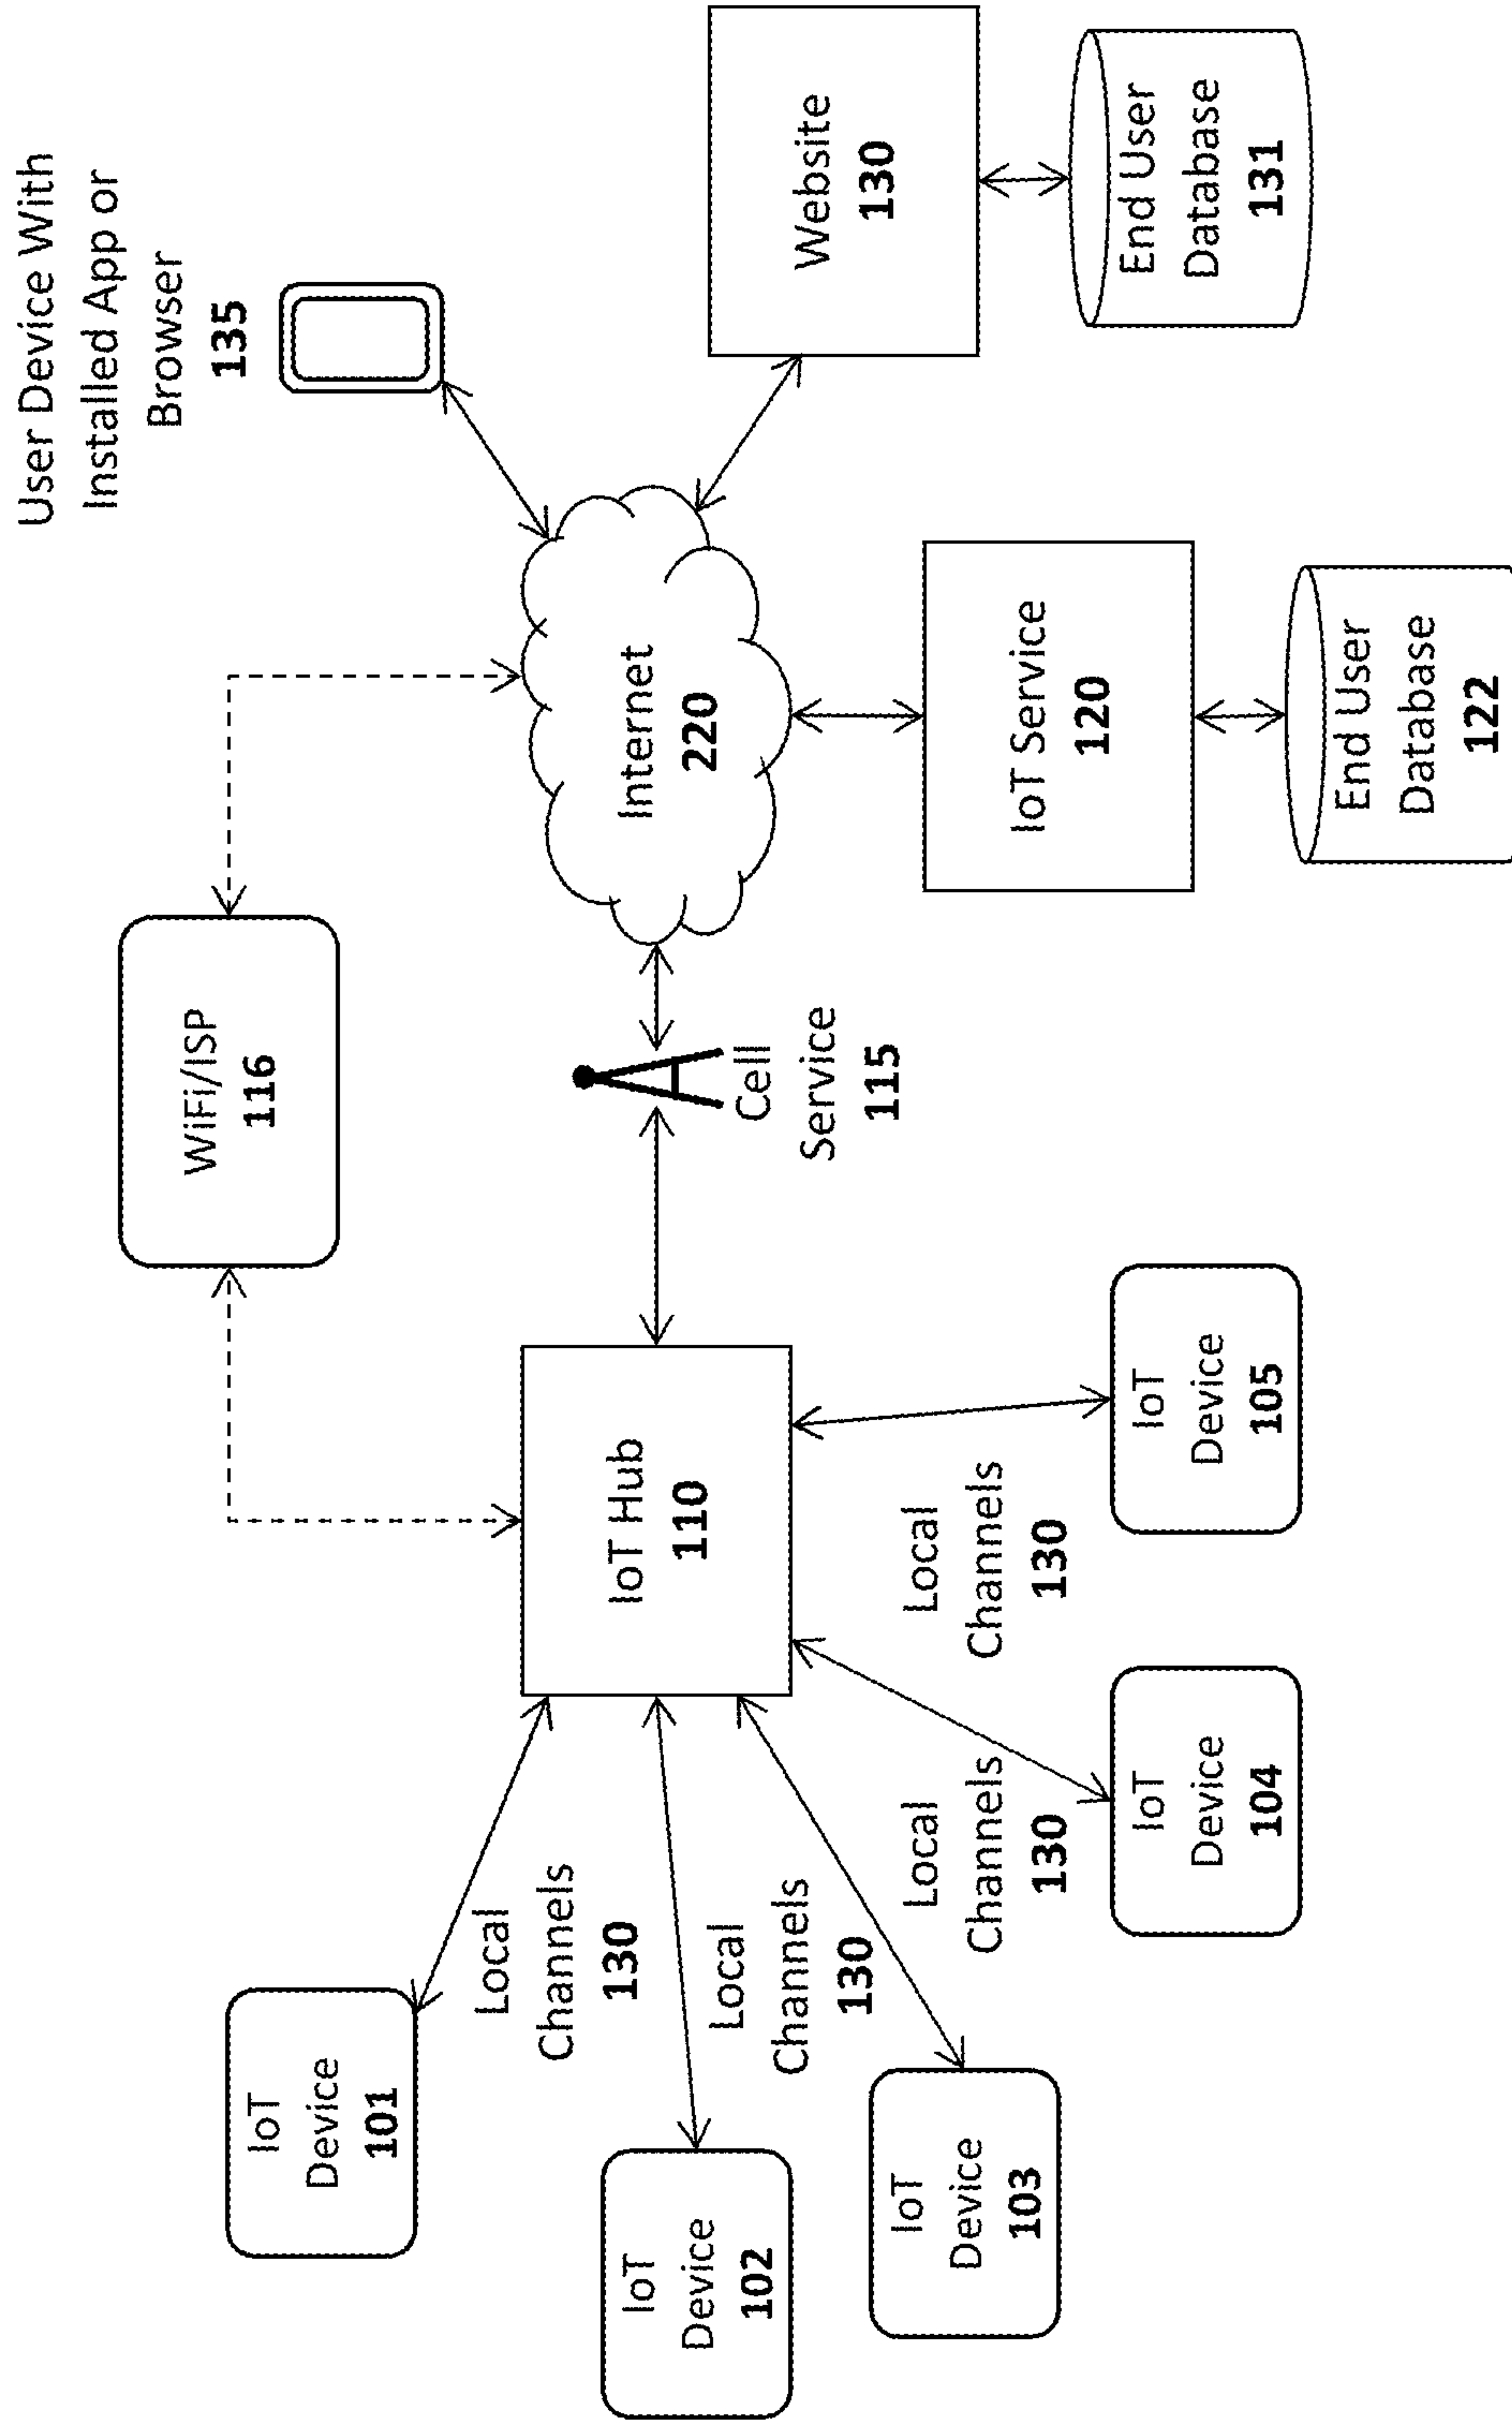 User Device With
Installed App or
Browser
135
WiFi/ISP
116
IoT
Device
101
Local
Channels
130
IoT
Device
102
Local
Channels
130
IoT
Device
103
IoT Hub
110
Cell
Service
115
Internet
220
Website
130
End User
Database
131
Local
Channels
130
IoT
Device
104
Local
Channels
130
IoT
Device
105
IoT Service
120
End User
Database
122